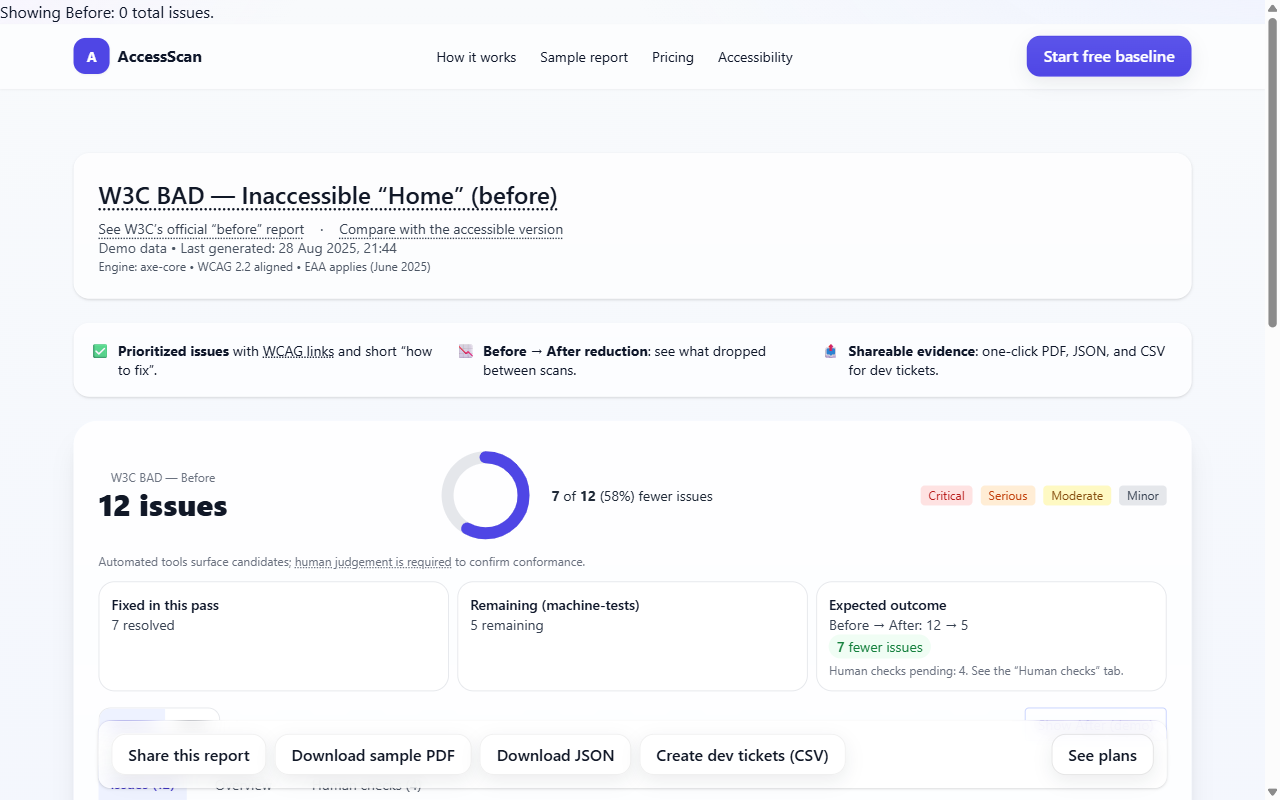 Showing Before: 0 total issues.
A AccessScan
How it works Sample report Pricing Accessibility
Start free baseline
W3C BAD — Inaccessible “Home” (before)
See W3C’s official “before” report · Compare with the accessible version
Demo data • Last generated: 28 Aug 2025, 21:44
Engine: axe-core • WCAG 2.2 aligned • EAA applies (June 2025)
Prioritized issues with WCAG links and short “how
to fix”.
Before → After reduction: see what dropped
between scans.
Shareable evidence: one-click PDF, JSON, and CSV
for dev tickets.
W3C BAD — Before
12 issues
7 of 12 (58%) fewer issues
Critical Serious Moderate Minor
Automated tools surface candidates; human judgement is required to confirm conformance.
Fixed in this pass
7 resolved
Remaining (machine-tests)
5 remaining
Expected outcome
Before → After: 12 → 5
7 fewer issues
Human checks pending: 4. See the “Human checks” tab.
Share this report Download sample PDF Download JSON Create dev tickets (CSV) See plans
Issues (12) Overview Human checks (4)